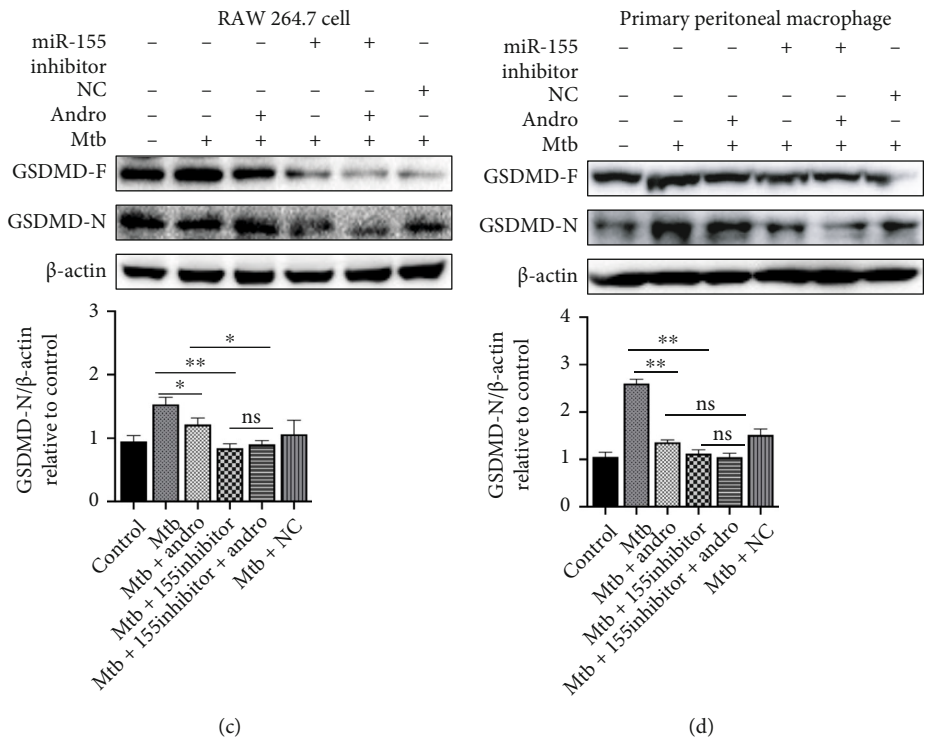 RAW 264.7 cell
miR-155 – – – + + –
inhibitor
NC – – – – – +
Andro – – + – + –
Mtb – + + + + +
GSDMD-F
GSDMD-N
β-actin
3
2
1
0
GSDMD-N/β-actin
relative to control
*
**
*
ns
Control
Mtb
Mtb + andro
Mtb + 155inhibitor
Mtb + 155inhibitor + andro
Mtb + NC
(c)
Primary peritoneal macrophage
miR-155 – – – + + –
inhibitor
NC – – – – – +
Andro – – + – + –
Mtb – + + + + +
GSDMD-F
GSDMD-N
β-actin
4
3
2
1
0
GSDMD-N/β-actin
relative to control
**
**
ns
ns
Control
Mtb
Mtb + andro
Mtb + 155inhibitor
Mtb + 155inhibitor + andro
Mtb + NC
(d)